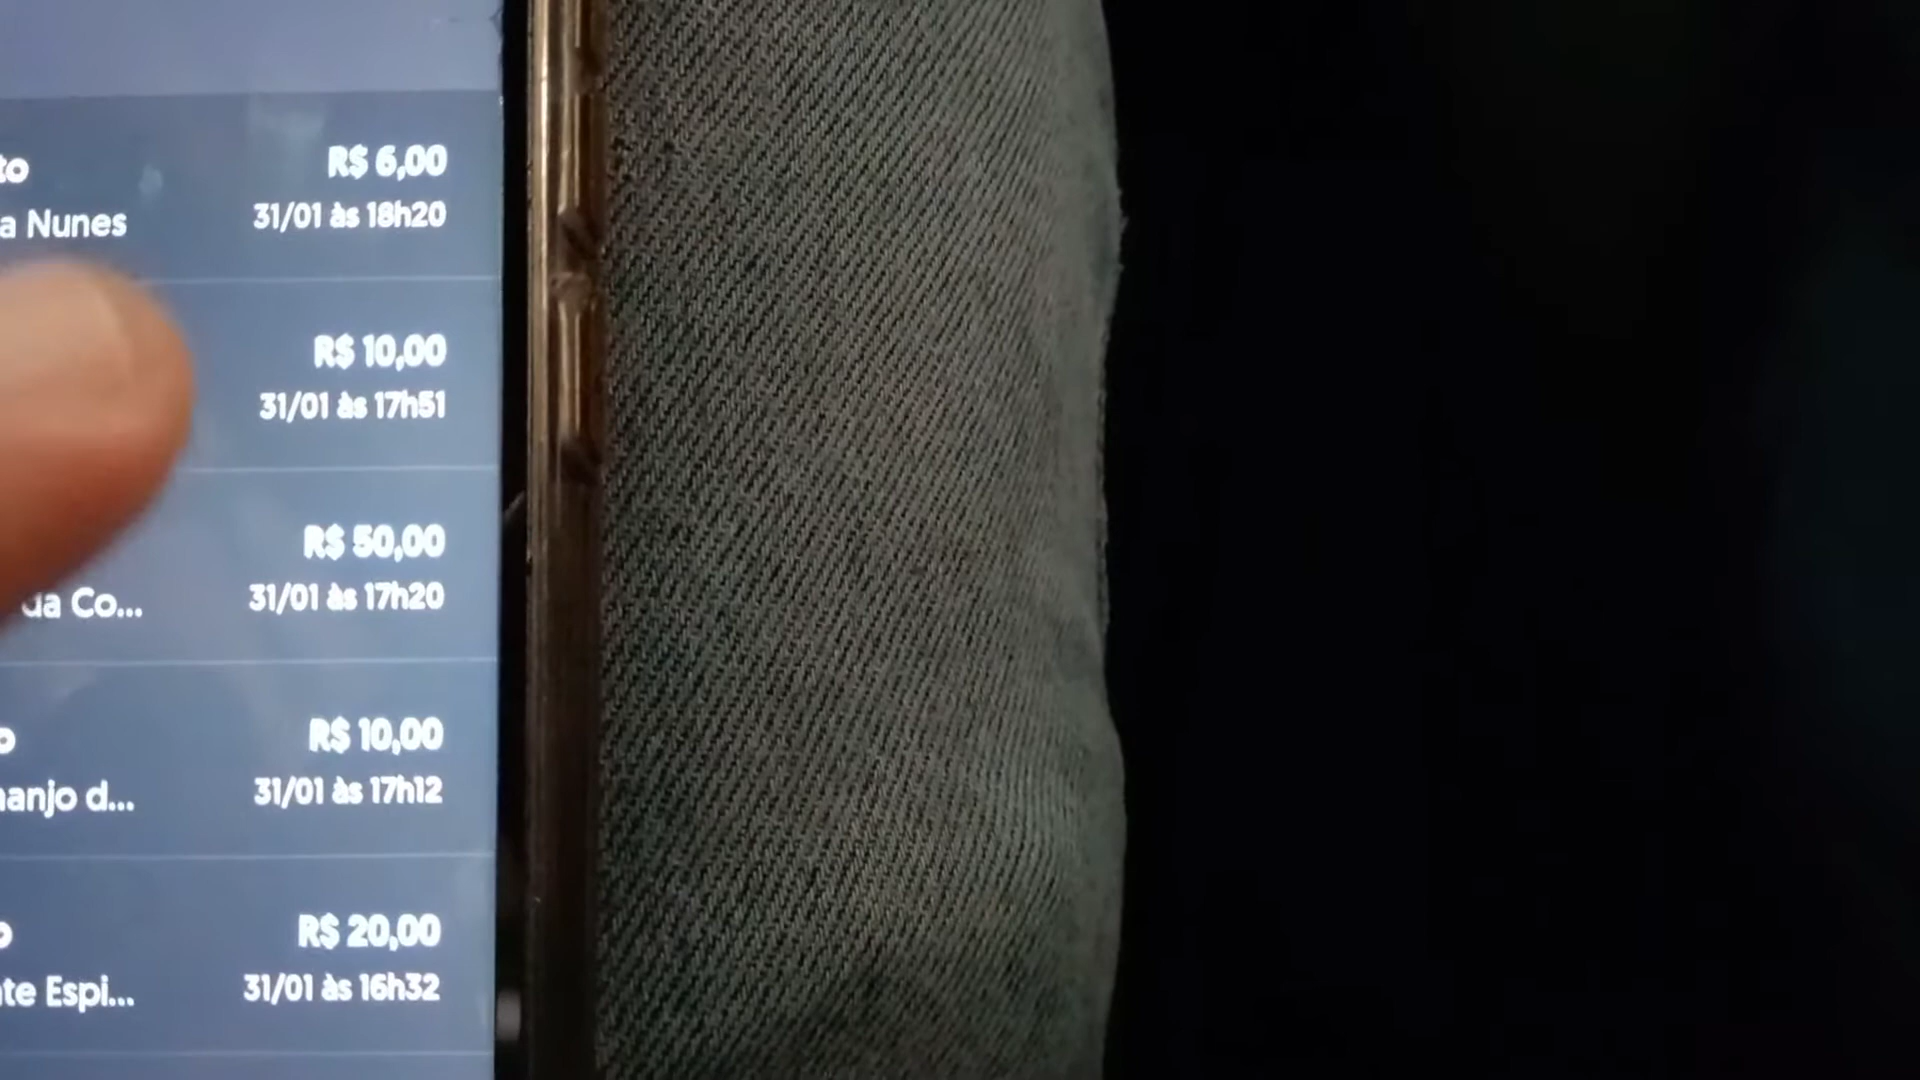 to R$ 6,00
a Nunes 31/01 às 18h20
R$ 10,00
31/01 às 17h51
R$ 50,00
da Co... 31/01 às 17h20
o R$ 10,00
anjo d... 31/01 às 17h12
o R$ 20,00
te Espi... 31/01 às 16h32